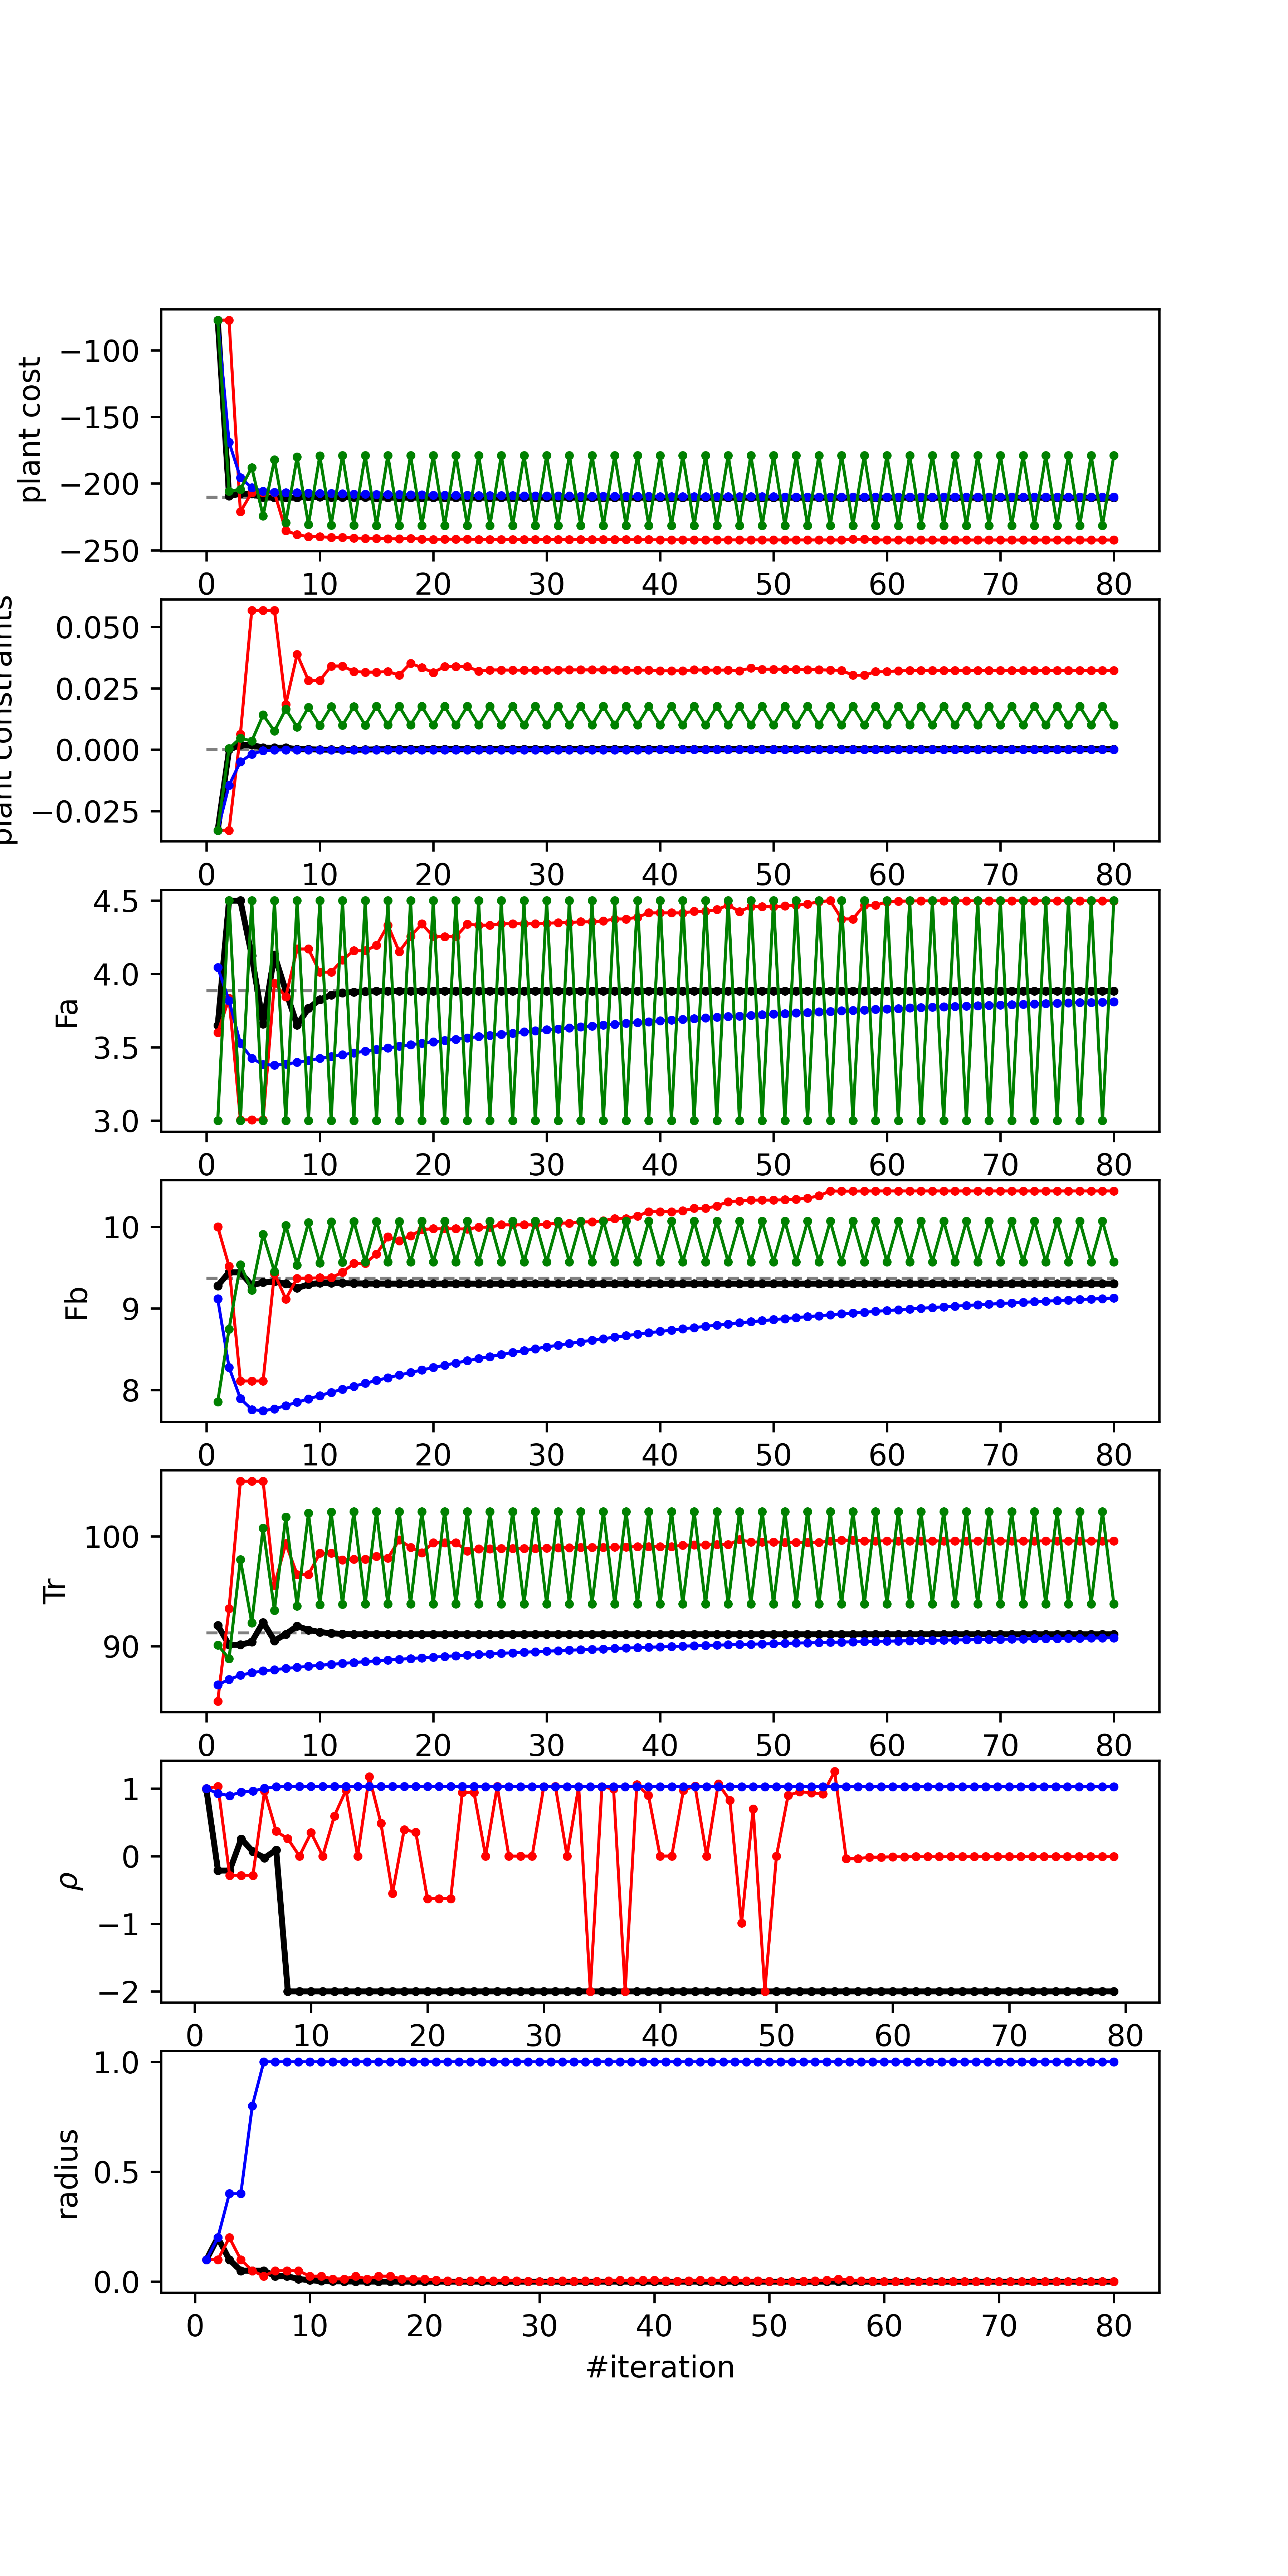 plant cost
−100
−150
−200
−250
0 10 20 30 40 50 60 70 80
plant constraints
0.050
0.025
0.000
−0.025
0 10 20 30 40 50 60 70 80
Fa
4.5
4.0
3.5
3.0
0 10 20 30 40 50 60 70 80
Fb
10
9
8
0 10 20 30 40 50 60 70 80
Tr
100
90
0 10 20 30 40 50 60 70 80
ρ
1
0
−1
−2
0 10 20 30 40 50 60 70 80
radius
1.0
0.5
0.0
0 10 20 30 40 50 60 70 80
#iteration